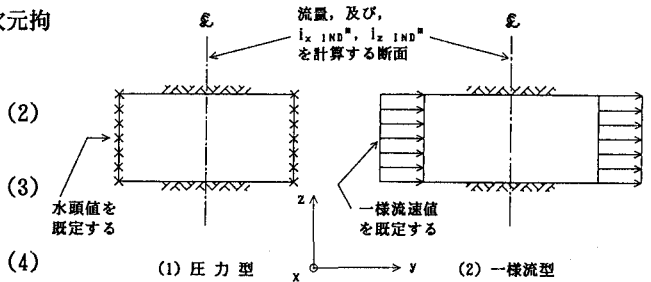 次元拘
(2)
(3)
(4)
℄
流量, 及び,
i_x IND^*, i_z IND^*
を計算する断面
℄
水頭値を
既定する
z
y
x
一様流速値
を既定する
(1) 圧力型
(2) 一様流型